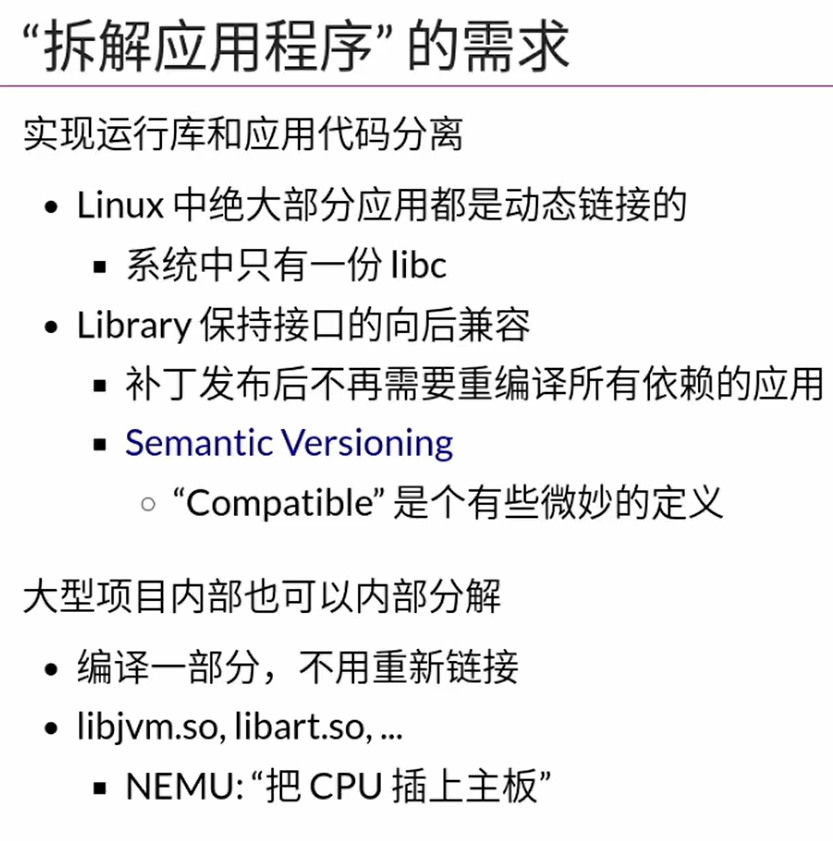 “拆解应用程序” 的需求
实现运行库和应用代码分离
• Linux 中绝大部分应用都是动态链接的
▪ 系统中只有一份 libc
• Library 保持接口的向后兼容
▪ 补丁发布后不再需要重编译所有依赖的应用
▪ Semantic Versioning
◦ “Compatible” 是个有些微妙的定义
大型项目内部也可以内部分解
• 编译一部分，不用重新链接
• libjvm.so, libart.so, ...
▪ NEMU: “把 CPU 插上主板”